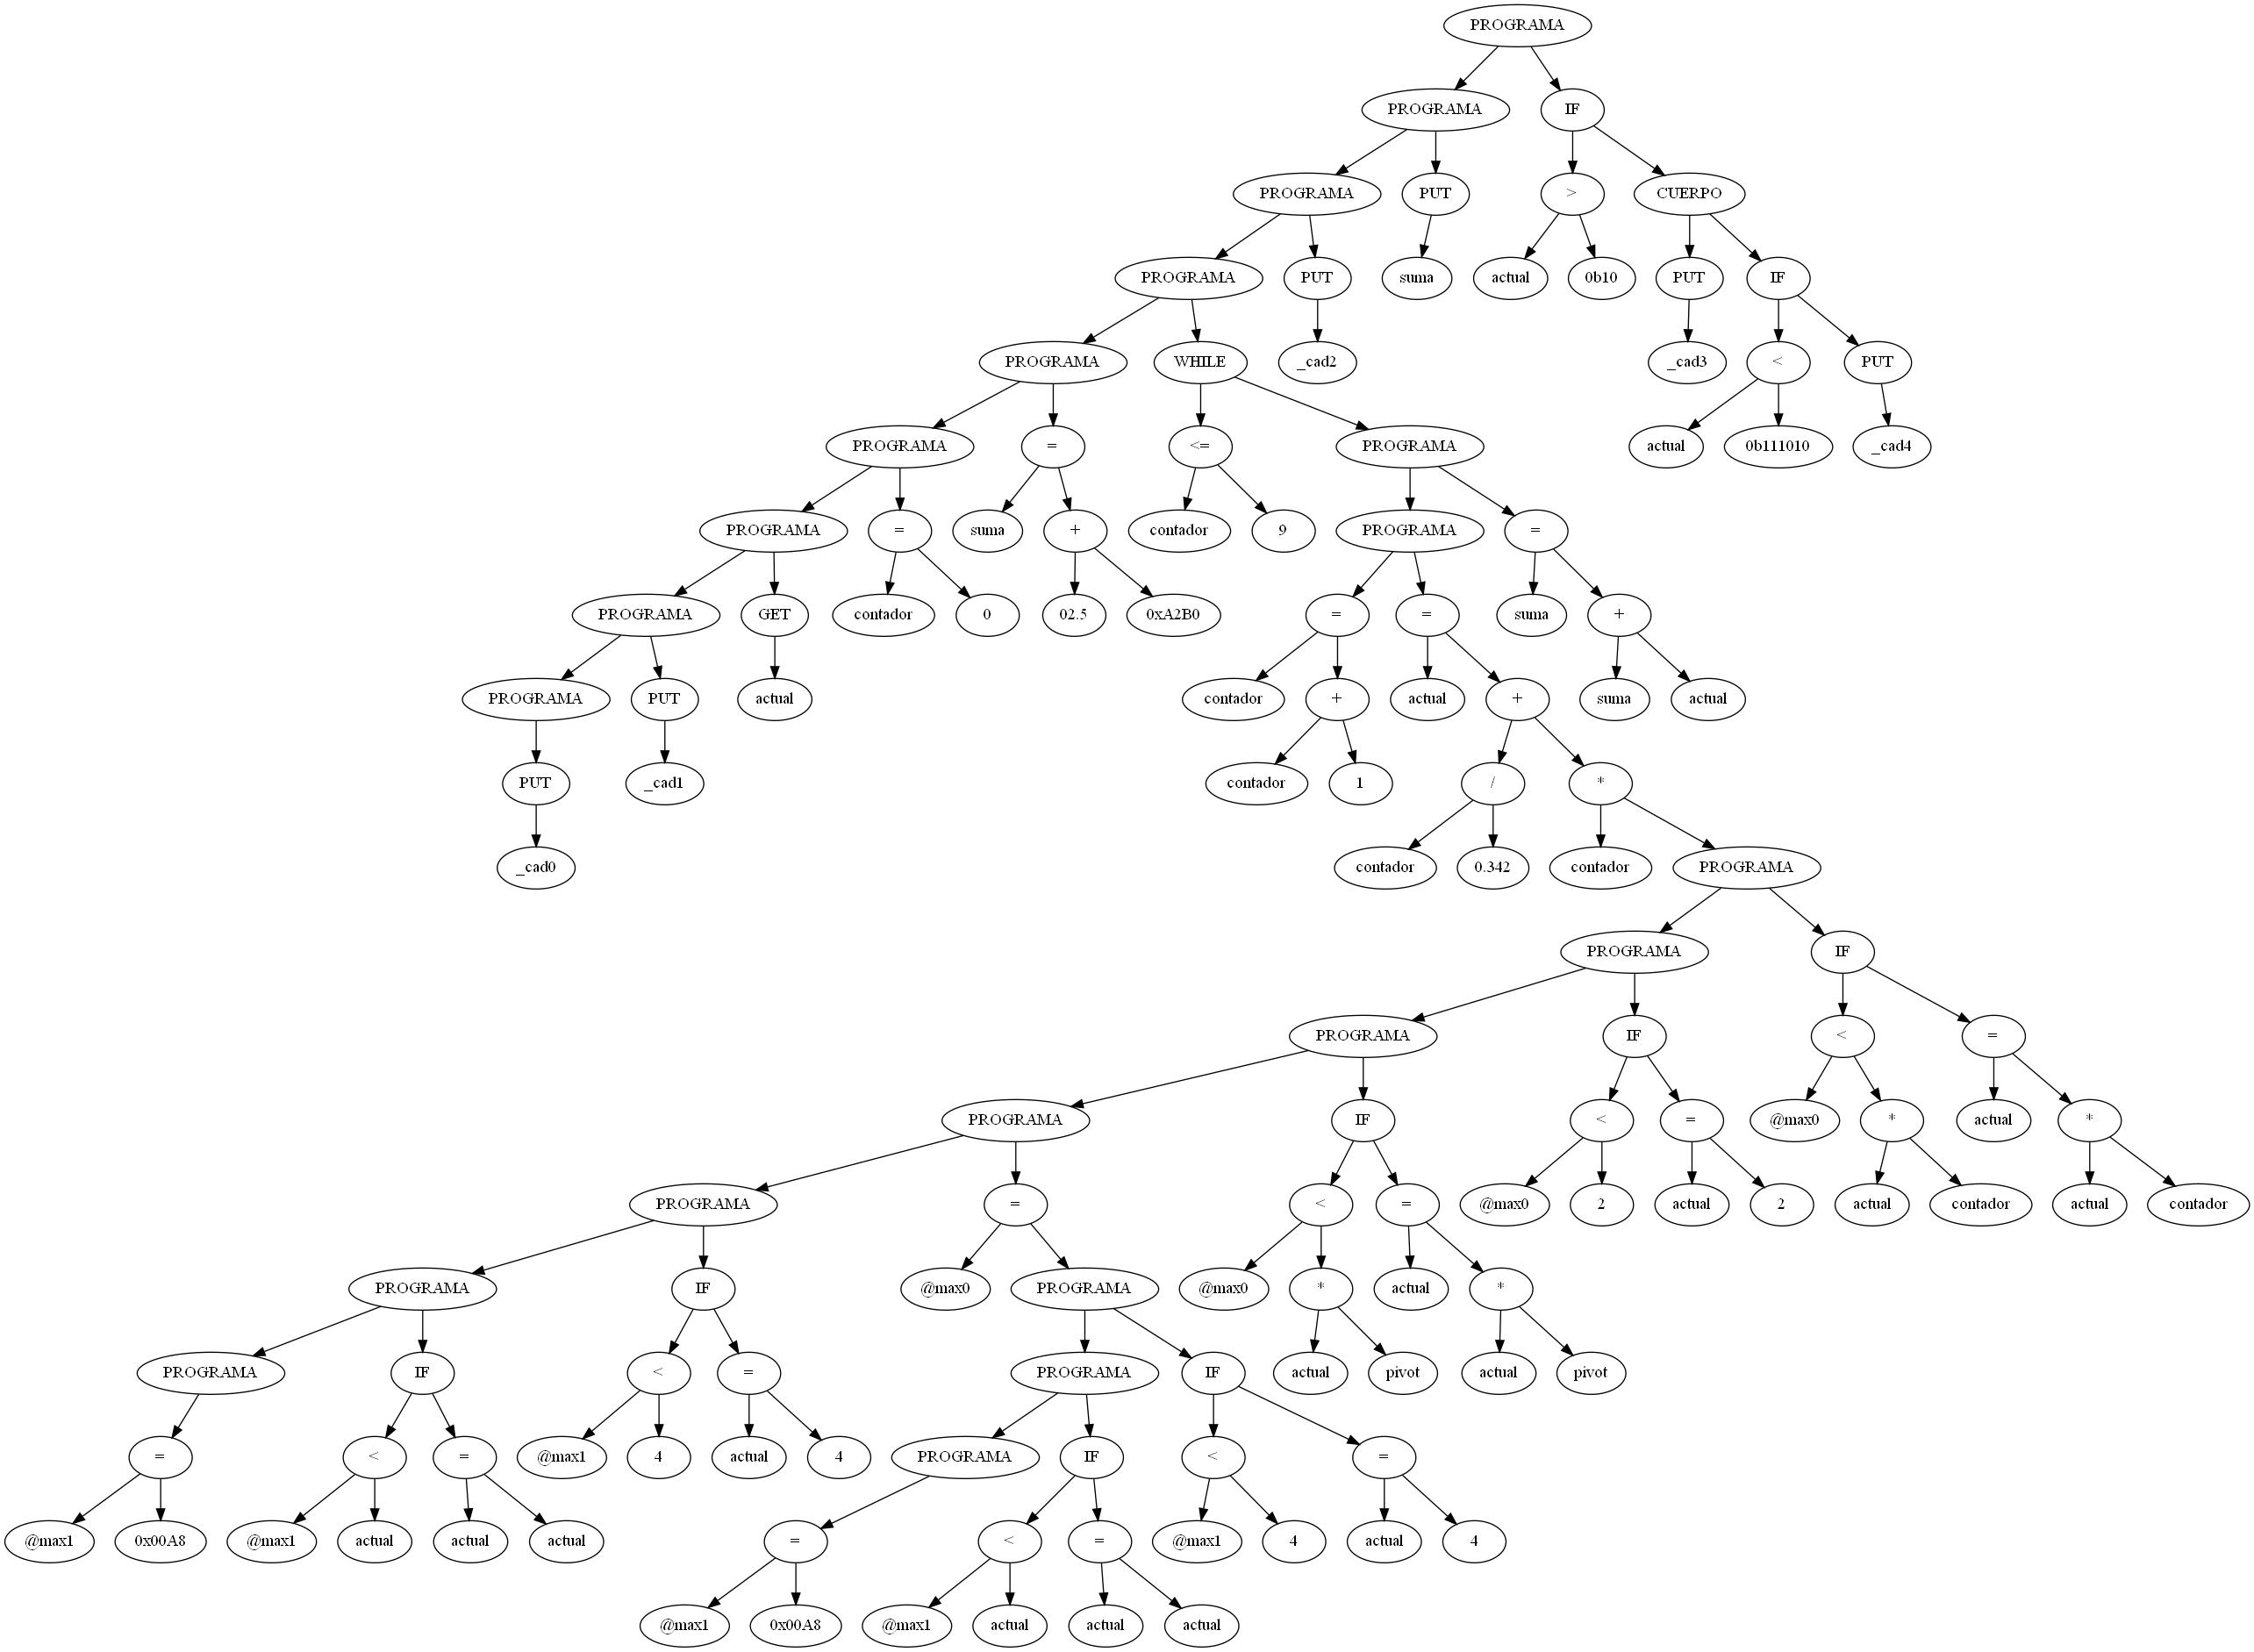 PROGRAMA
PROGRAMA IF
PROGRAMA PUT > CUERPO
PROGRAMA PUT suma actual 0b10 PUT IF
PROGRAMA WHILE _cad2 _cad3 < PUT
PROGRAMA = <= PROGRAMA actual 0b111010 _cad4
PROGRAMA = suma + contador 9 PROGRAMA =
PROGRAMA GET contador 0 02.5 0xA2B0 = = suma +
PROGRAMA PUT actual contador + actual + suma actual
PUT _cad1 contador 1 / *
_cad0 contador 0.342 contador PROGRAMA
PROGRAMA IF
PROGRAMA IF < =
PROGRAMA IF < = @max0 * actual *
PROGRAMA = < = @max0 2 actual 2 actual contador actual contador
PROGRAMA IF @max0 PROGRAMA @max0 * actual *
PROGRAMA IF < = PROGRAMA IF actual pivot actual pivot
= < = @max1 4 actual 4 PROGRAMA IF < =
@max1 0x00A8 @max1 actual actual actual = < = @max1 4 actual 4
@max1 0x00A8 @max1 actual actual actual